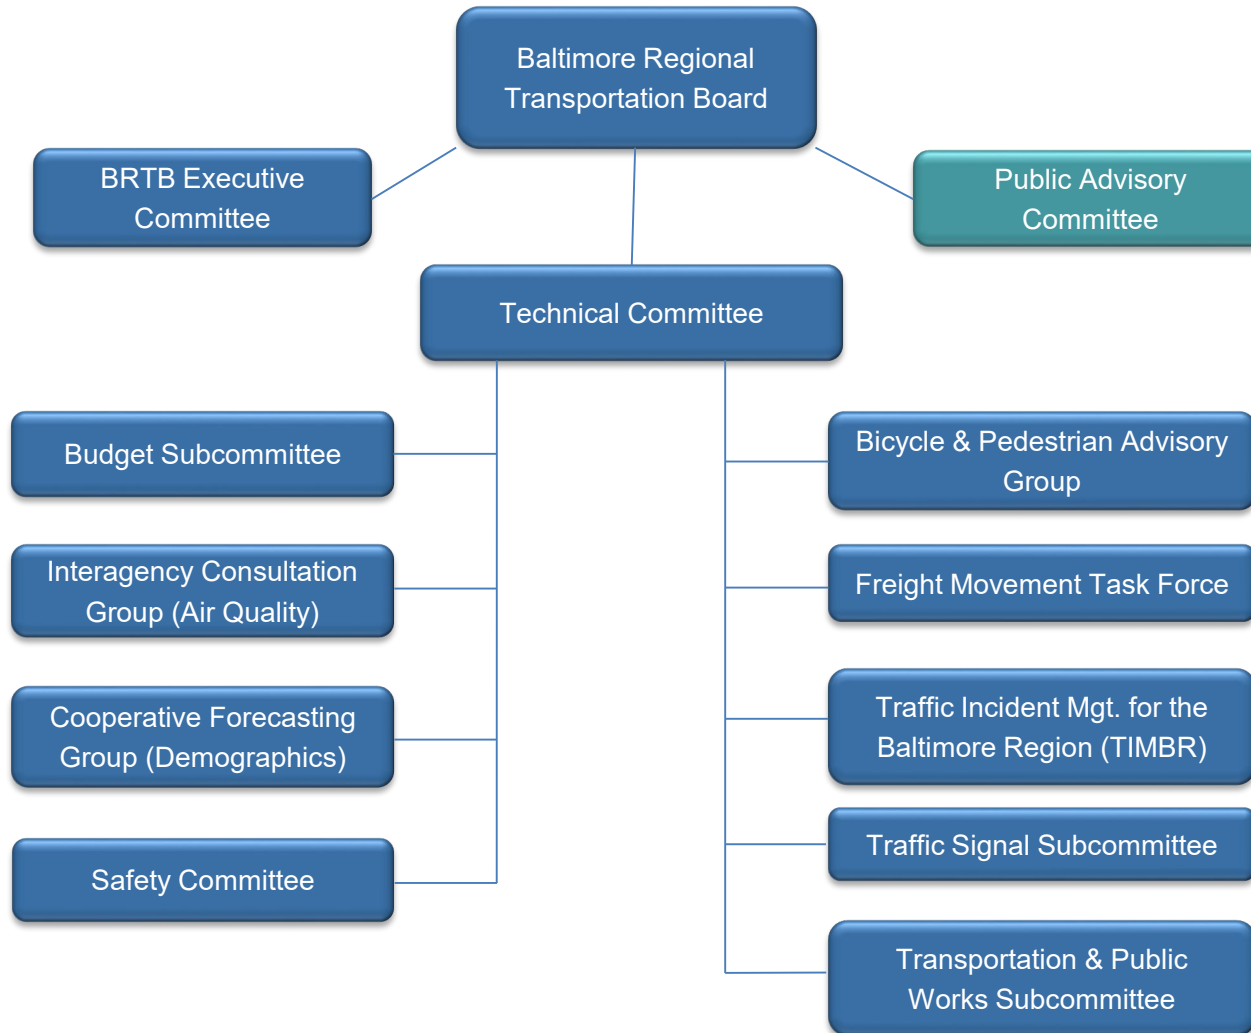 Baltimore Regional
Transportation Board
BRTB Executive
Committee
Public Advisory
Committee
Technical Committee
Budget Subcommittee
Interagency Consultation
Group (Air Quality)
Cooperative Forecasting
Group (Demographics)
Safety Committee
Bicycle & Pedestrian Advisory
Group
Freight Movement Task Force
Traffic Incident Mgt. for the
Baltimore Region (TIMBR)
Traffic Signal Subcommittee
Transportation & Public
Works Subcommittee